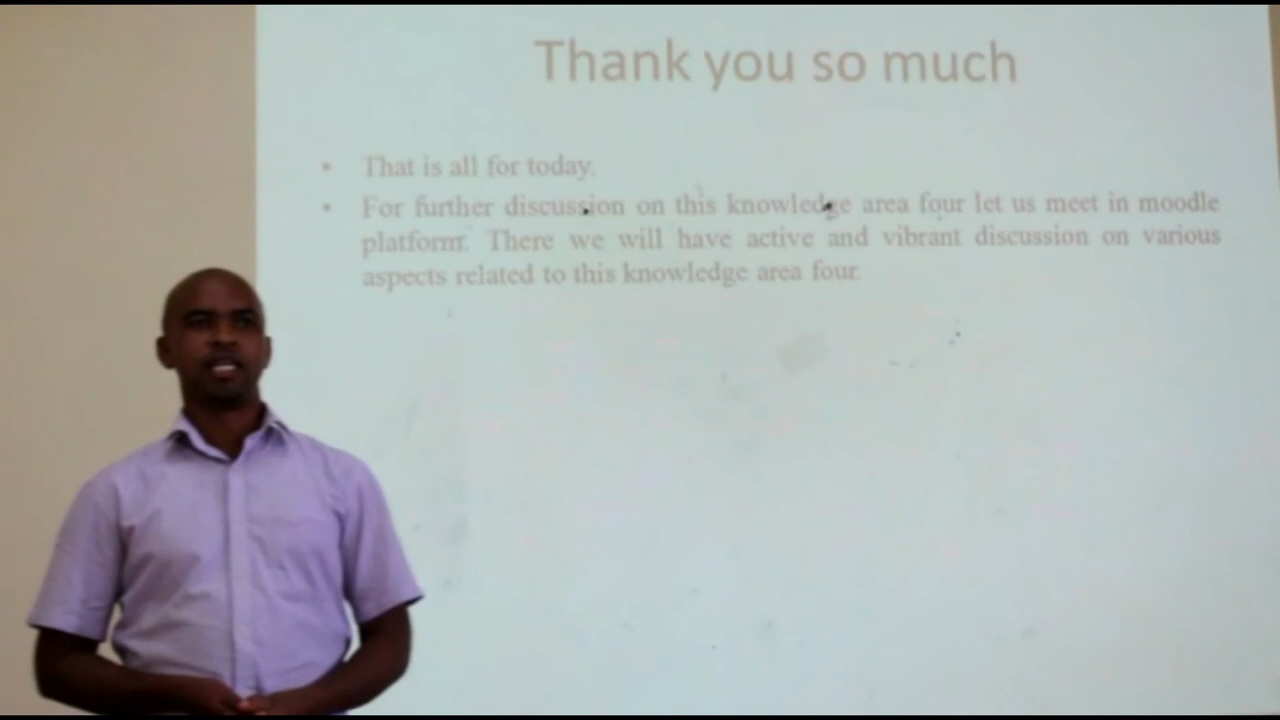 Thank you so much
• That is all for today.
• For further discussion on this knowledge area four let us meet in moodle
platform. There we will have active and vibrant discussion on various
aspects related to this knowledge area four.